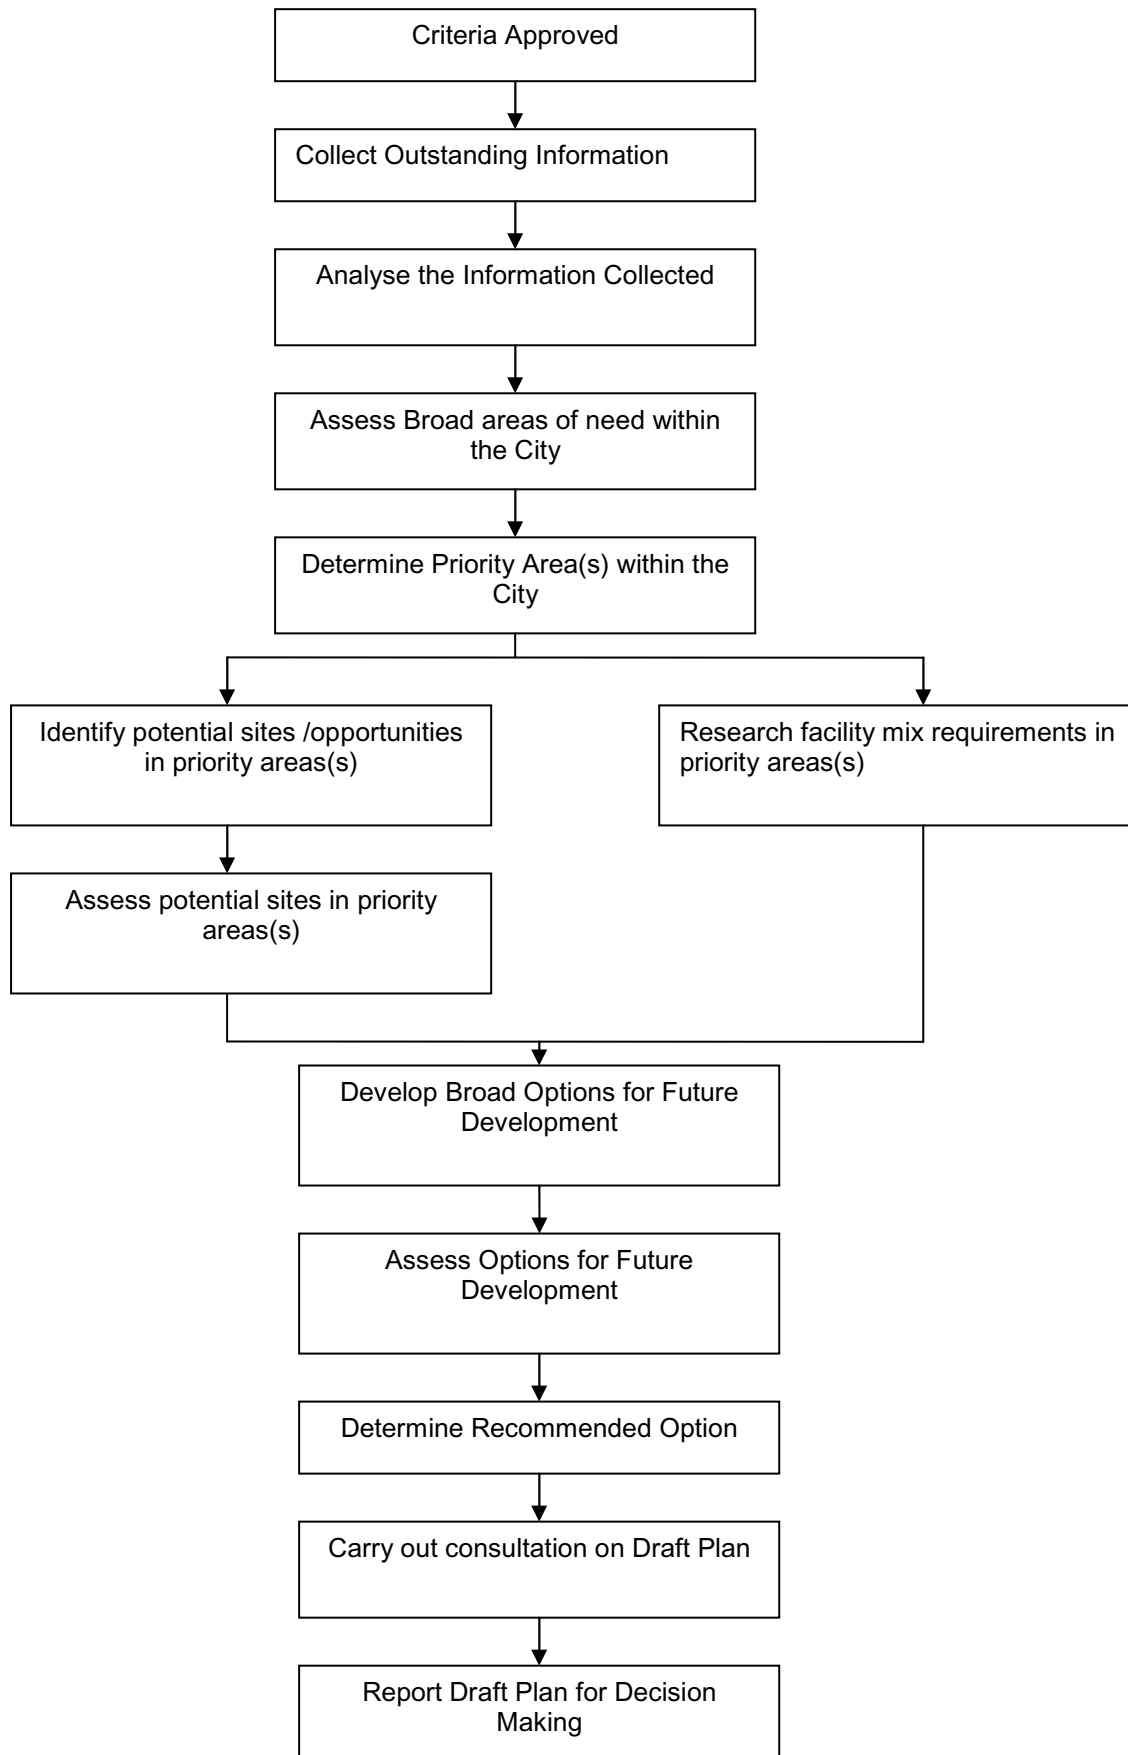 Criteria Approved
Collect Outstanding Information
Analyse the Information Collected
Assess Broad areas of need within
the City
Determine Priority Area(s) within the
City
Identify potential sites /opportunities
in priority areas(s)
Research facility mix requirements in
priority areas(s)
Assess potential sites in priority
areas(s)
Develop Broad Options for Future
Development
Assess Options for Future
Development
Determine Recommended Option
Carry out consultation on Draft Plan
Report Draft Plan for Decision
Making